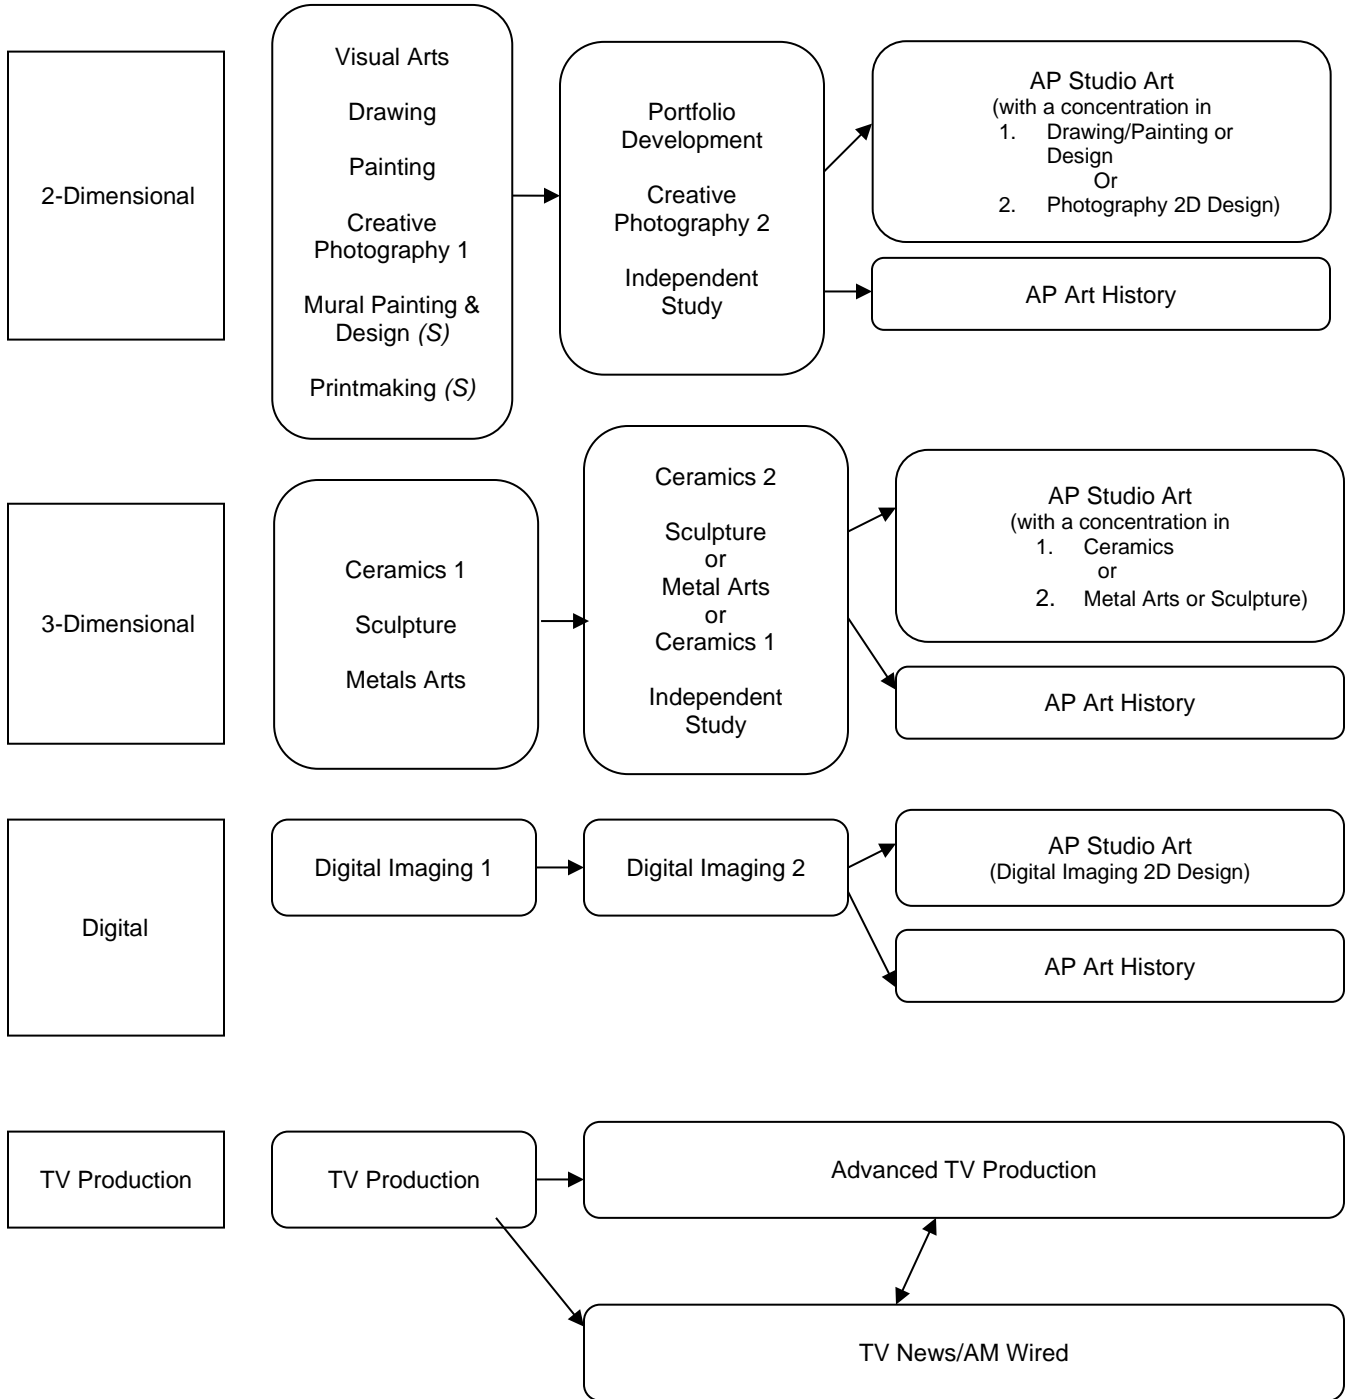 2-Dimensional
Visual Arts
Drawing
Painting
Creative
Photography 1
Mural Painting &
Design (S)
Printmaking (S)
Portfolio
Development
Creative
Photography 2
Independent
Study
AP Studio Art
(with a concentration in
1. Drawing/Painting or
Design
Or
2. Photography 2D Design)
AP Art History
3-Dimensional
Ceramics 1
Sculpture
Metals Arts
Ceramics 2
Sculpture
or
Metal Arts
or
Ceramics 1
Independent
Study
AP Studio Art
(with a concentration in
1. Ceramics
or
2. Metal Arts or Sculpture)
AP Art History
Digital
Digital Imaging 1
Digital Imaging 2
AP Studio Art
(Digital Imaging 2D Design)
AP Art History
TV Production
TV Production
Advanced TV Production
TV News/AM Wired